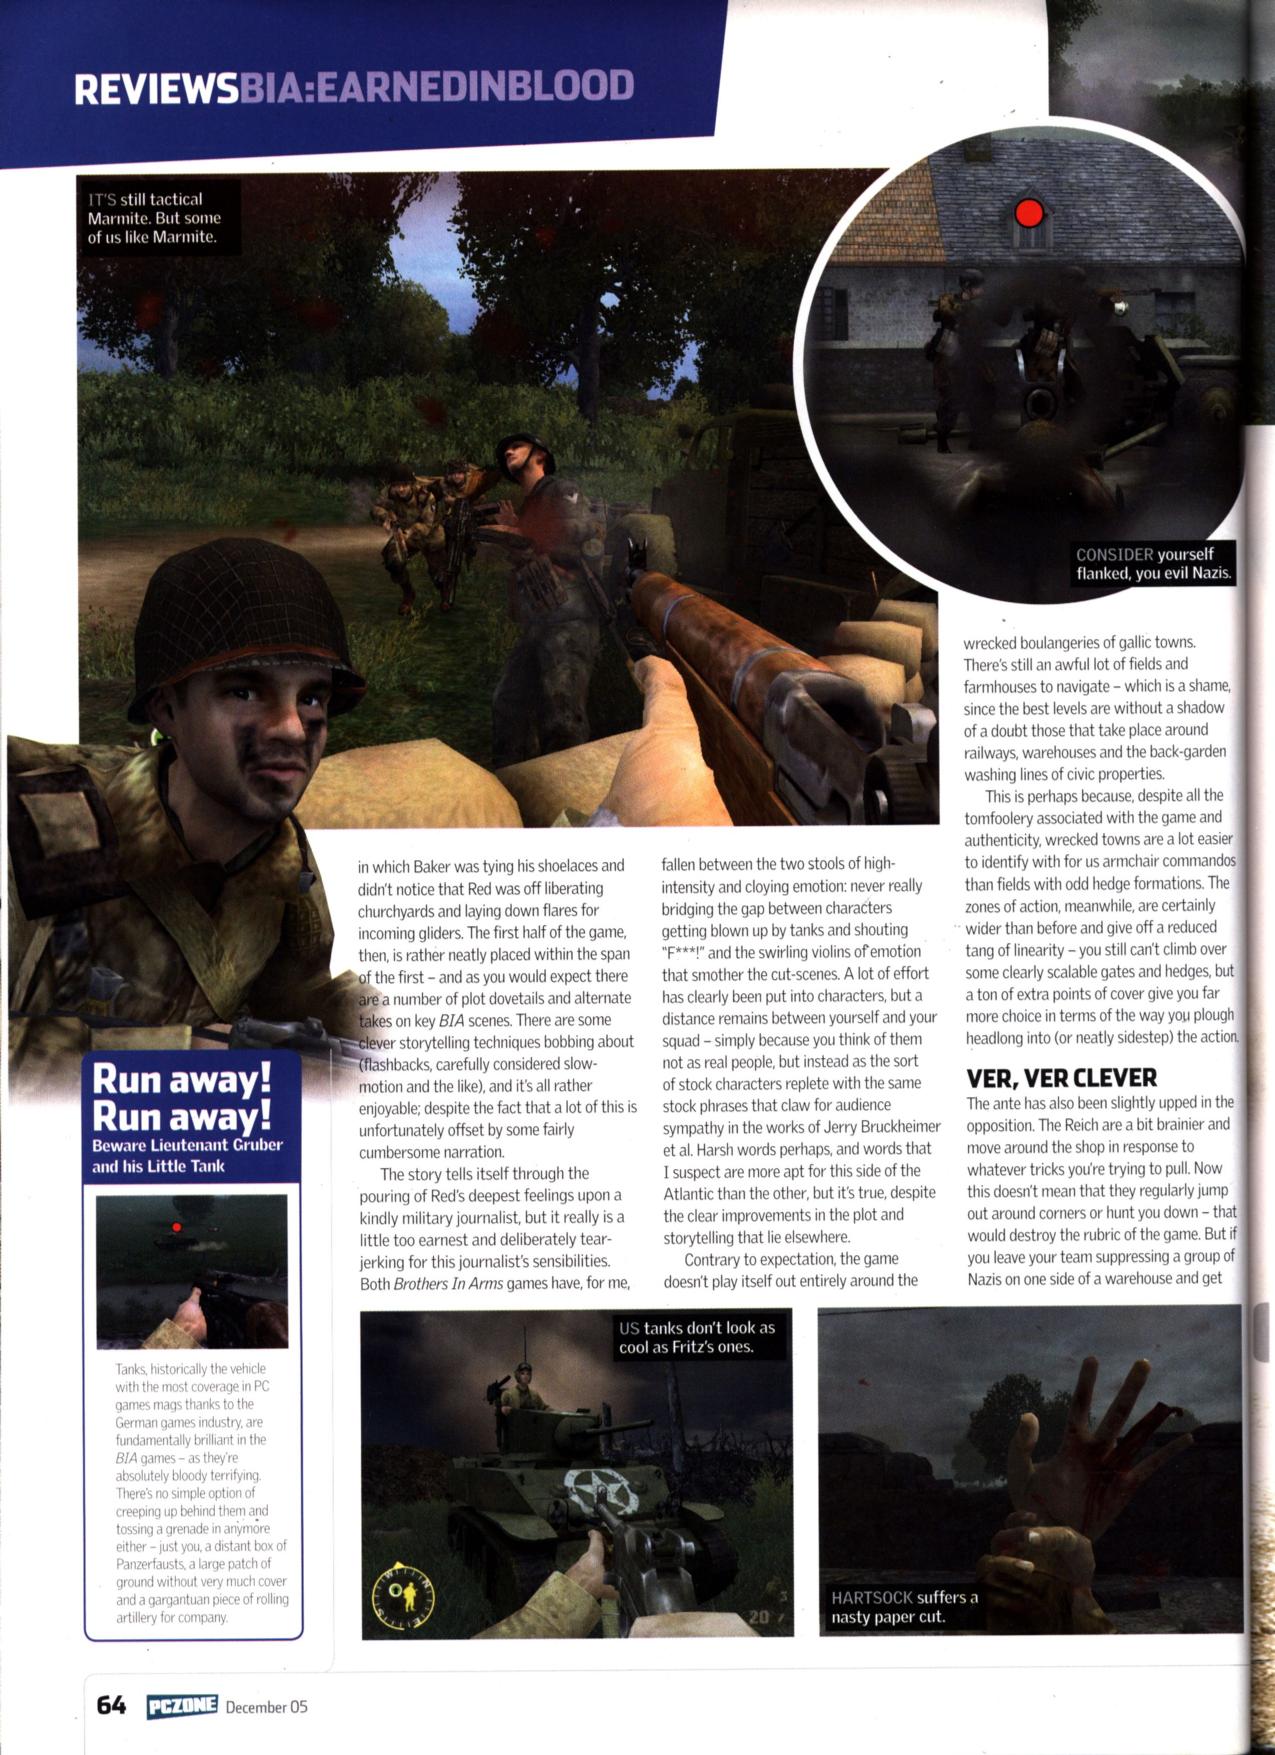 REVIEWSBIA:EARNEDINBLOOD
IT'S still tactical
Marmite. But some
of us like Marmite.
CONSIDER yourself
flanked, you evil Nazis.
in which Baker was tying his shoelaces and
didn't notice that Red was off liberating
churchyards and laying down flares for
incoming gliders. The first half of the game,
then, is rather neatly placed within the span
of the first – and as you would expect there
are a number of plot dovetails and alternate
takes on key BIA scenes. There are some
clever storytelling techniques bobbing about
(flashbacks, carefully considered slow-
motion and the like), and it's all rather
enjoyable; despite the fact that a lot of this is
unfortunately offset by some fairly
cumbersome narration.
The story tells itself through the
pouring of Red's deepest feelings upon a
kindly military journalist, but it really is a
little too earnest and deliberately tear-
jerking for this journalist's sensibilities.
Both Brothers In Arms games have, for me,
fallen between the two stools of high-
intensity and cloying emotion: never really
bridging the gap between characters
getting blown up by tanks and shouting
"F***!" and the swirling violins of emotion
that smother the cut-scenes. A lot of effort
has clearly been put into characters, but a
distance remains between yourself and your
squad – simply because you think of them
not as real people, but instead as the sort
of stock characters replete with the same
stock phrases that claw for audience
sympathy in the works of Jerry Bruckheimer
et al. Harsh words perhaps, and words that
I suspect are more apt for this side of the
Atlantic than the other, but it's true, despite
the clear improvements in the plot and
storytelling that lie elsewhere.
Contrary to expectation, the game
doesn't play itself out entirely around the
wrecked boulangeries of gallic towns.
There's still an awful lot of fields and
farmhouses to navigate – which is a shame,
since the best levels are without a shadow
of a doubt those that take place around
railways, warehouses and the back-garden
washing lines of civic properties.
This is perhaps because, despite all the
tomfoolery associated with the game and
authenticity, wrecked towns are a lot easier
to identify with for us armchair commandos
than fields with odd hedge formations. The
zones of action, meanwhile, are certainly
wider than before and give off a reduced
tang of linearity – you still can't climb over
some clearly scalable gates and hedges, but
a ton of extra points of cover give you far
more choice in terms of the way you plough
headlong into (or neatly sidestep) the action.
VER, VER CLEVER
The ante has also been slightly upped in the
opposition. The Reich are a bit brainier and
move around the shop in response to
whatever tricks you're trying to pull. Now
this doesn't mean that they regularly jump
out around corners or hunt you down – that
would destroy the rubric of the game. But if
you leave your team suppressing a group of
Nazis on one side of a warehouse and get
Run away!
Run away!
Beware Lieutenant Gruber
and his Little Tank
Tanks, historically the vehicle
with the most coverage in PC
games mags thanks to the
German games industry, are
fundamentally brilliant in the
BIA games – as they're
absolutely bloody terrifying.
There's no simple option of
creeping up behind them and
tossing a grenade in anymore
either – just you, a distant box of
Panzerfausts, a large patch of
ground without very much cover
and a gargantuan piece of rolling
artillery for company.
US tanks don't look as
cool as Fritz's ones.
3
20
HARTSOCK suffers a
nasty paper cut.
64 PCZONE December 05